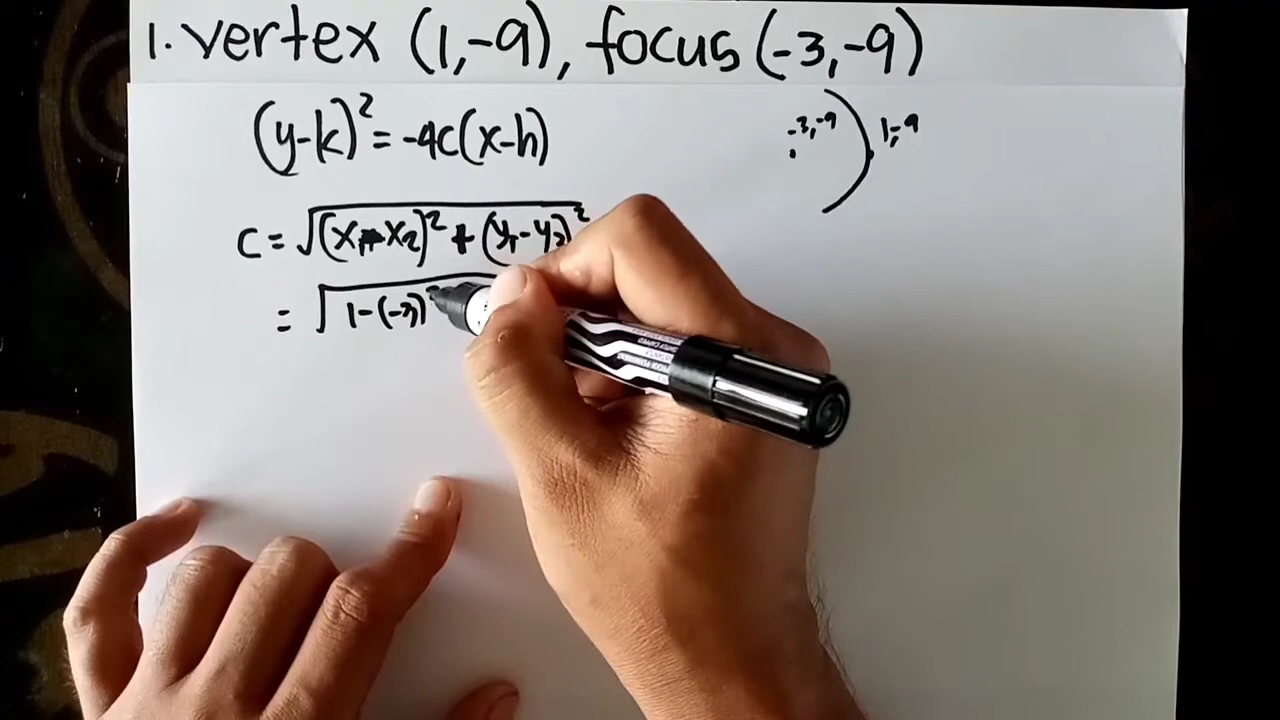 1. vertex (1,-9), focus (-3,-9)
(y-k)² = -4c(x-h)
-3,-9
1,-9
c = √(x₁-x₂)² + (y₁-y₂)²
= √1-(-3)²